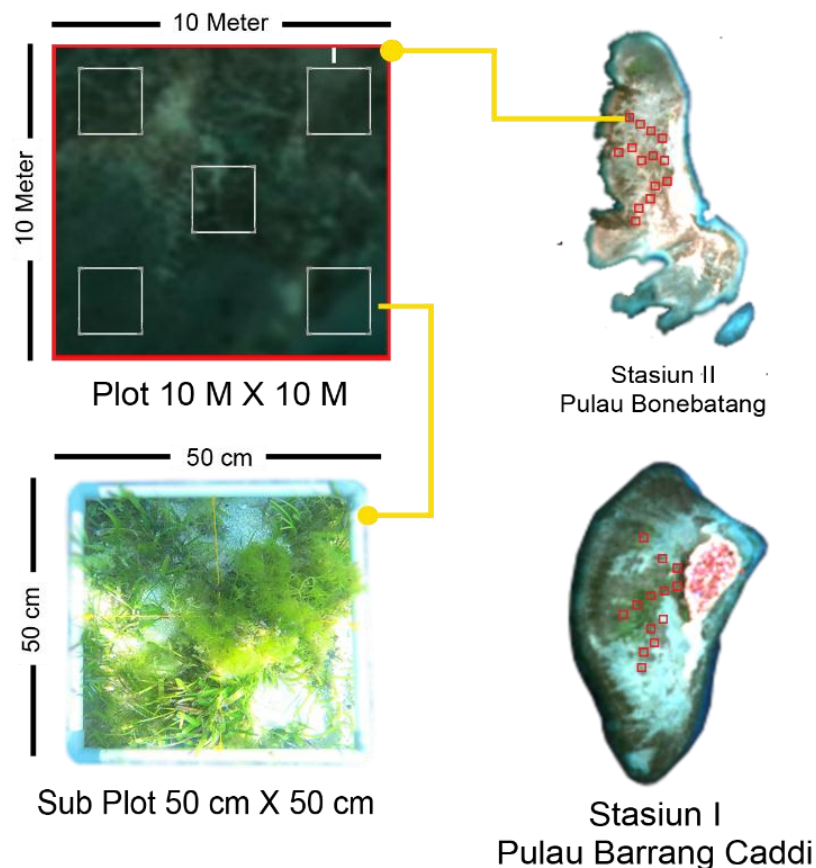 10 Meter
10 Meter
Plot 10 M X 10 M
Stasiun II
Pulau Bonebatang
50 cm
50 cm
Sub Plot 50 cm X 50 cm
Stasiun I
Pulau Barrang Caddi